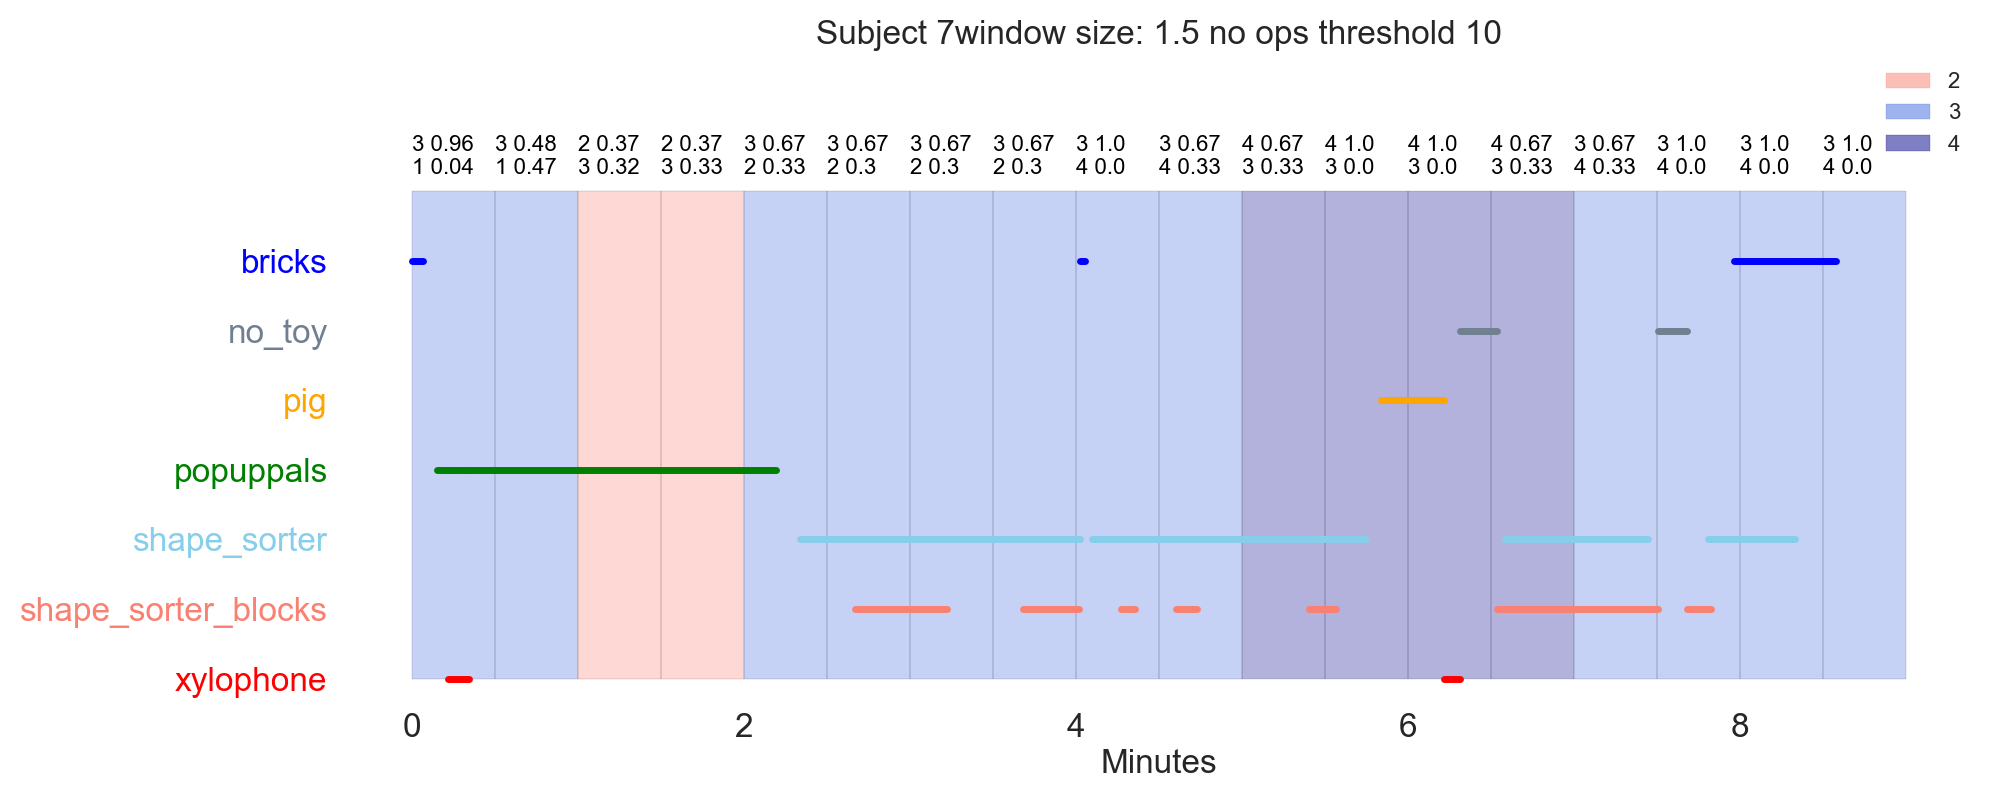 Subject 7window size: 1.5 no ops threshold 10
2
3
4
3 0.96 3 0.48 2 0.37 2 0.37 3 0.67 3 0.67 3 0.67 3 0.67 3 1.0 3 0.67 4 0.67 4 1.0 4 1.0 4 0.67 3 0.67 3 1.0 3 1.0 3 1.0
1 0.04 1 0.47 3 0.32 3 0.33 2 0.33 2 0.3 2 0.3 2 0.3 4 0.0 4 0.33 3 0.33 3 0.0 3 0.0 3 0.33 4 0.33 4 0.0 4 0.0 4 0.0
bricks
no_toy
pig
popuppals
shape_sorter
shape_sorter_blocks
xylophone
0 2 4 6 8
Minutes